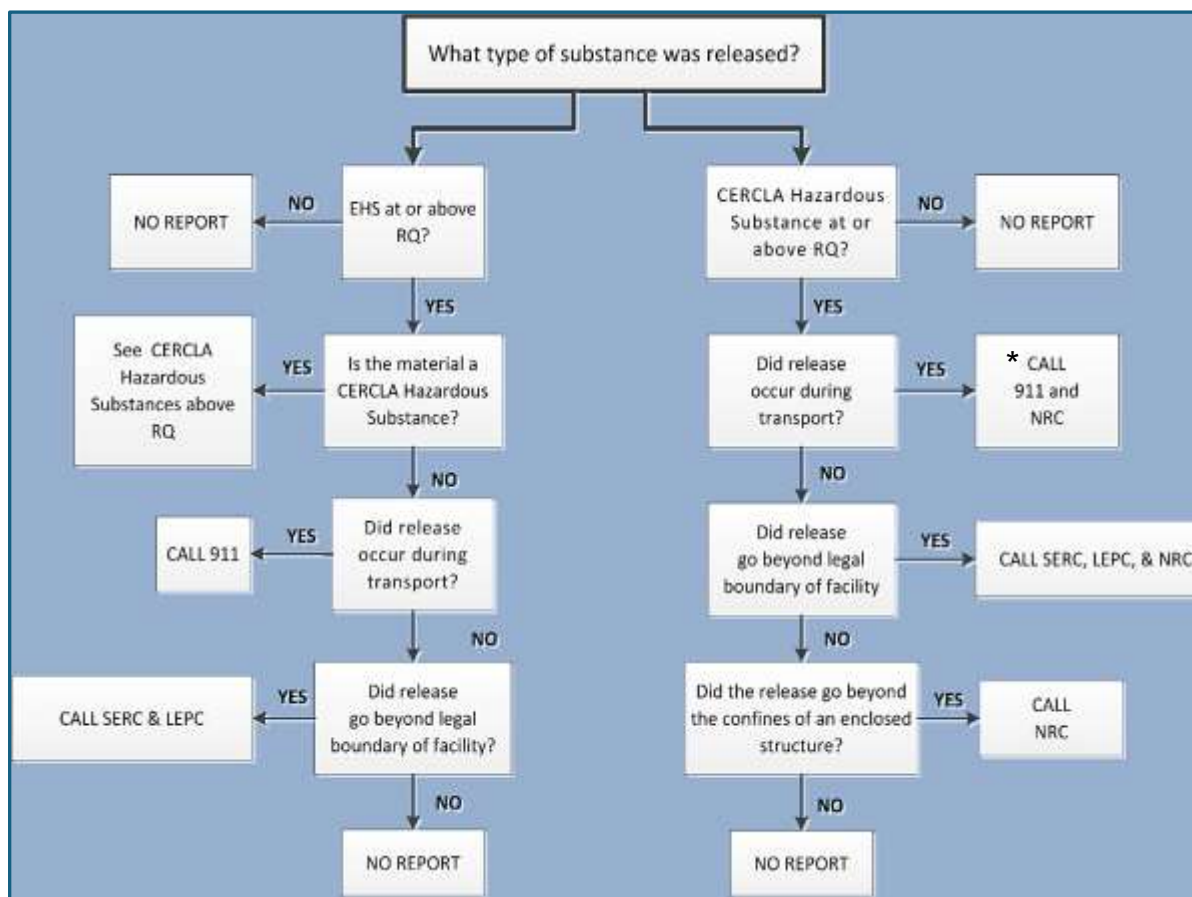 What type of substance was released?
NO REPORT
NO
EHS at or above
RQ?
CERCLA Hazardous
Substance at or
above RQ?
NO
NO REPORT
YES
YES
See CERCLA
Hazardous
Substances above
RQ
YES
Is the material a
CERCLA Hazardous
Substance?
Did release
occur during
transport?
YES
* CALL
911 and
NRC
NO
NO
CALL 911
YES
Did release
occur during
transport?
Did release
go beyond legal
boundary of facility
YES
CALL SERC, LEPC, & NRC
NO
NO
CALL SERC & LEPC
YES
Did release
go beyond legal
boundary of facility?
Did the release go beyond
the confines of an enclosed
structure?
YES
CALL
NRC
NO
NO
NO REPORT
NO REPORT